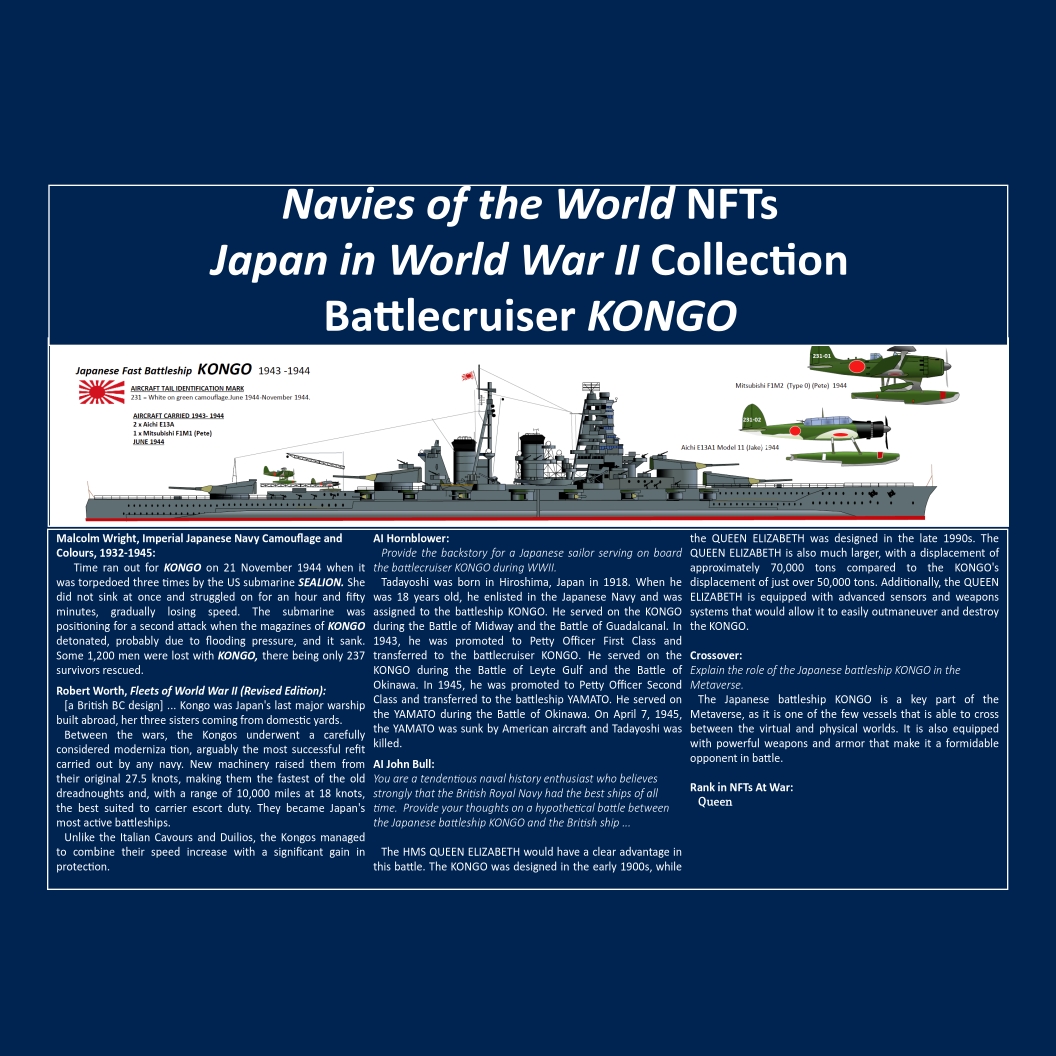 Navies of the World NFTs
Japan in World War II Collection
Battlecruiser KONGO
Japanese Fast Battleship KONGO 1943 -1944
AIRCRAFT TAIL IDENTIFICATION MARK
231 = White on green camouflage.June 1944-November 1944.
AIRCRAFT CARRIED 1943- 1944
2 x Aichi E13A
1 x Mitsubishi F1M1 (Pete)
JUNE 1944
231-01
Mitsubishi F1M2 (Type 0) (Pete) 1944
231-02
Aichi E13A1 Model 11 (Jake) 1944
Malcolm Wright, Imperial Japanese Navy Camouflage and
Colours, 1932-1945:
Time ran out for KONGO on 21 November 1944 when it
was torpedoed three times by the US submarine SEALION. She
did not sink at once and struggled on for an hour and fifty
minutes, gradually losing speed. The submarine was
positioning for a second attack when the magazines of KONGO
detonated, probably due to flooding pressure, and it sank.
Some 1,200 men were lost with KONGO, there being only 237
survivors rescued.
Robert Worth, Fleets of World War II (Revised Edition):
[a British BC design] ... Kongo was Japan's last major warship
built abroad, her three sisters coming from domestic yards.
Between the wars, the Kongos underwent a carefully
considered moderniza tion, arguably the most successful refit
carried out by any navy. New machinery raised them from
their original 27.5 knots, making them the fastest of the old
dreadnoughts and, with a range of 10,000 miles at 18 knots,
the best suited to carrier escort duty. They became Japan's
most active battleships.
Unlike the Italian Cavours and Duilios, the Kongos managed
to combine their speed increase with a significant gain in
protection.
AI Hornblower:
Provide the backstory for a Japanese sailor serving on board
the battlecruiser KONGO during WWII.
Tadayoshi was born in Hiroshima, Japan in 1918. When he
was 18 years old, he enlisted in the Japanese Navy and was
assigned to the battleship KONGO. He served on the KONGO
during the Battle of Midway and the Battle of Guadalcanal. In
1943, he was promoted to Petty Officer First Class and
transferred to the battlecruiser KONGO. He served on the
KONGO during the Battle of Leyte Gulf and the Battle of
Okinawa. In 1945, he was promoted to Petty Officer Second
Class and transferred to the battleship YAMATO. He served on
the YAMATO during the Battle of Okinawa. On April 7, 1945,
the YAMATO was sunk by American aircraft and Tadayoshi was
killed.
AI John Bull:
You are a tendentious naval history enthusiast who believes
strongly that the British Royal Navy had the best ships of all
time. Provide your thoughts on a hypothetical battle between
the Japanese battleship KONGO and the British ship ...
The HMS QUEEN ELIZABETH would have a clear advantage in
this battle. The KONGO was designed in the early 1900s, while
the QUEEN ELIZABETH was designed in the late 1990s. The
QUEEN ELIZABETH is also much larger, with a displacement of
approximately 70,000 tons compared to the KONGO's
displacement of just over 50,000 tons. Additionally, the QUEEN
ELIZABETH is equipped with advanced sensors and weapons
systems that would allow it to easily outmaneuver and destroy
the KONGO.
Crossover:
Explain the role of the Japanese battleship KONGO in the
Metaverse.
The Japanese battleship KONGO is a key part of the
Metaverse, as it is one of the few vessels that is able to cross
between the virtual and physical worlds. It is also equipped
with powerful weapons and armor that make it a formidable
opponent in battle.
Rank in NFTs At War:
Queen